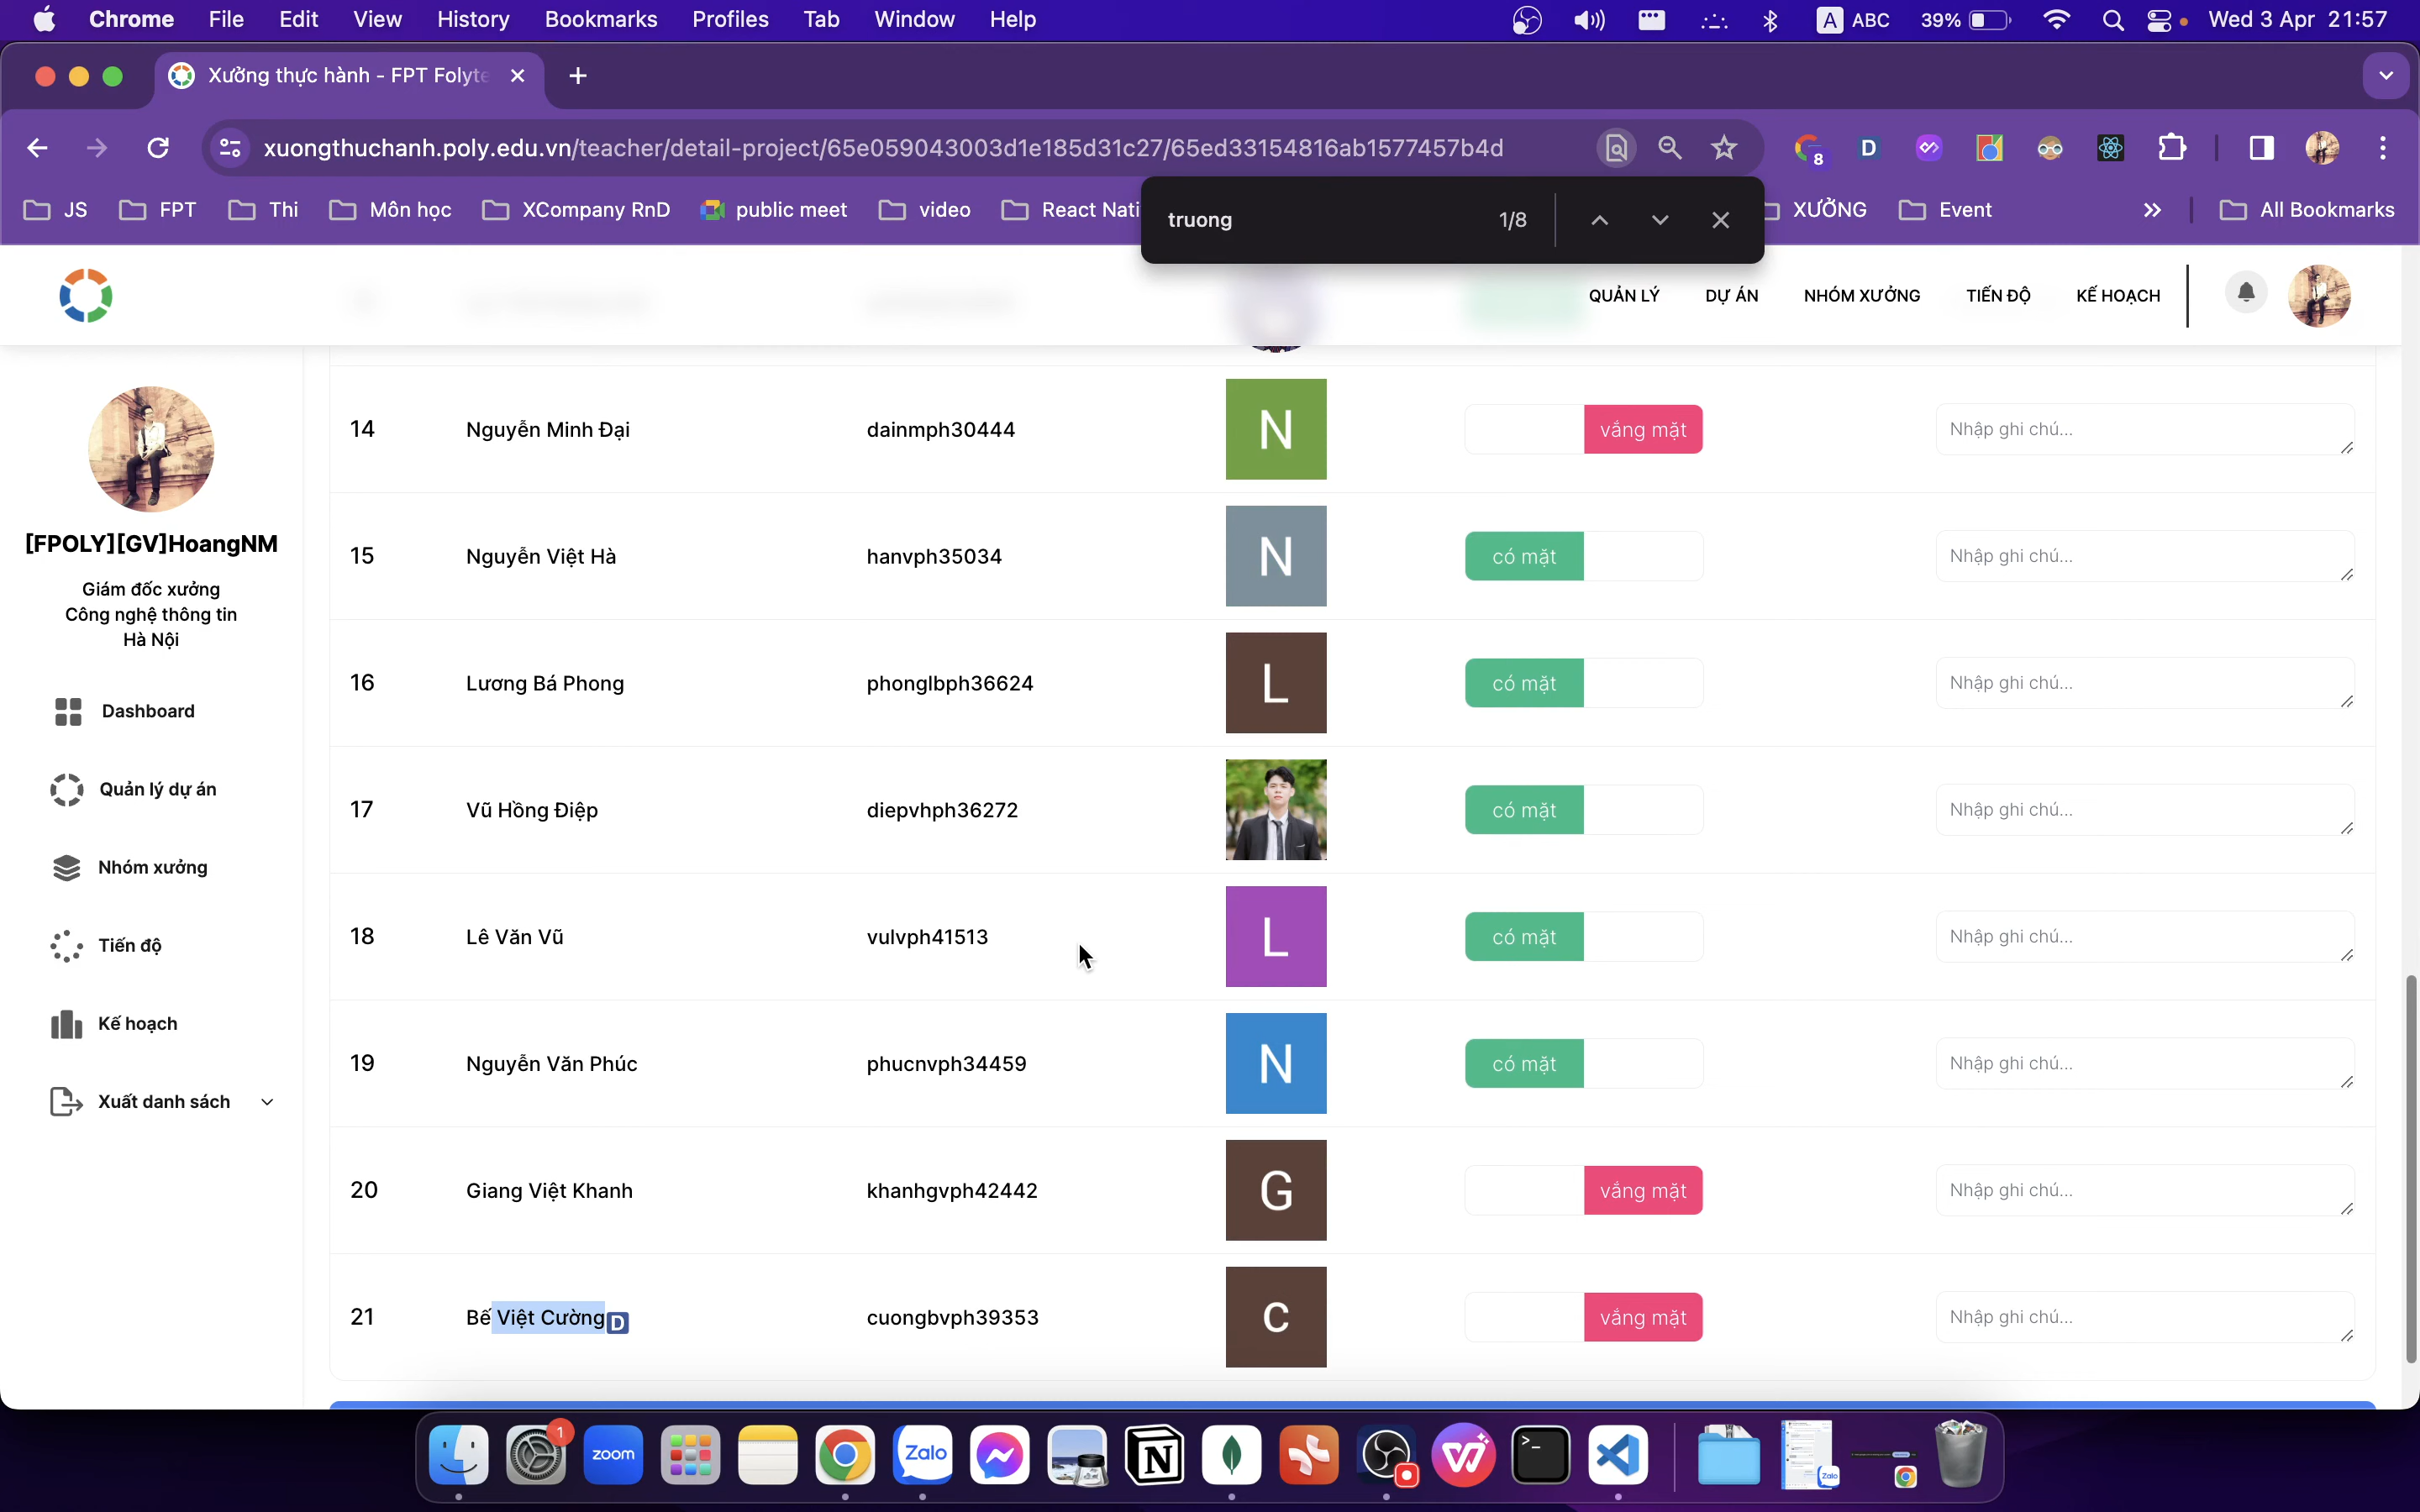 Chrome File Edit View History Bookmarks Profiles Tab Window Help A ABC 39% Wed 3 Apr 21:57
Xưởng thực hành - FPT Folyte
xuongthuchanh.poly.edu.vn/teacher/detail-project/65e059043003d1e185d31c27/65ed33154816ab1577457b4d 8 D
JS FPT Thi Môn học XCompany RnD public meet video React Nati XƯỞNG Event All Bookmarks
truong 1/8
QUẢN LÝ DỰ ÁN NHÓM XƯỞNG TIẾN ĐỘ KẾ HOẠCH
[FPOLY][GV]HoangNM
Giám đốc xưởng
Công nghệ thông tin
Hà Nội
Dashboard
Quản lý dự án
Nhóm xưởng
Tiến độ
Kế hoạch
Xuất danh sách
14 Nguyễn Minh Đại dainmph30444 N vắng mặt Nhập ghi chú...
15 Nguyễn Việt Hà hanvph35034 N có mặt Nhập ghi chú...
16 Lương Bá Phong phonglbph36624 L có mặt Nhập ghi chú...
17 Vũ Hồng Điệp diepvhph36272 có mặt Nhập ghi chú...
18 Lê Văn Vũ vulvph41513 L có mặt Nhập ghi chú...
19 Nguyễn Văn Phúc phucnvph34459 N có mặt Nhập ghi chú...
20 Giang Việt Khanh khanhgvph42442 G vắng mặt Nhập ghi chú...
21 Bế Việt Cường D cuongbvph39353 C vắng mặt Nhập ghi chú...
1 zoom Zalo N W Zalo